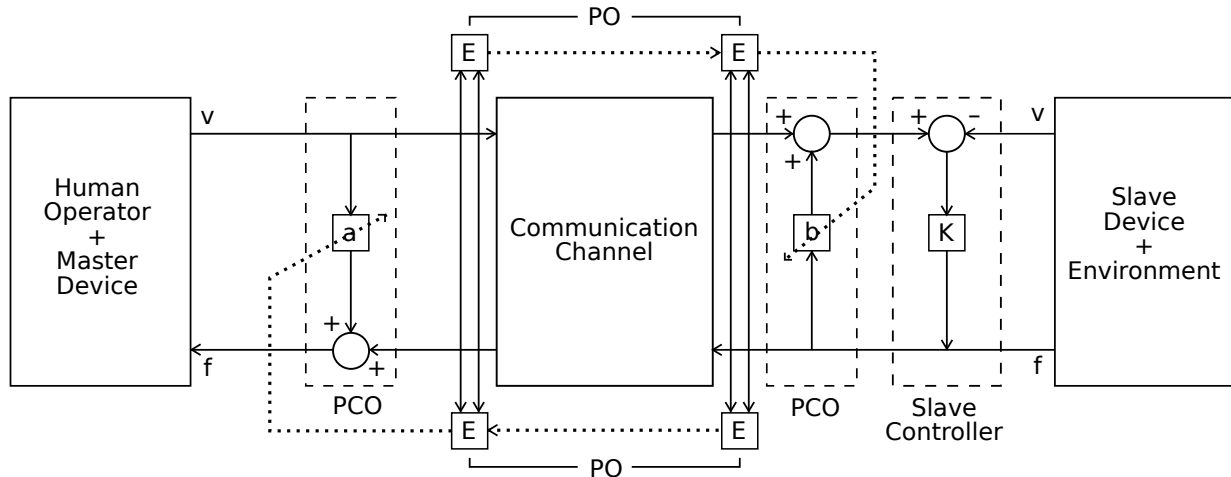 PO
E
E
v
+
+
+
–
v
Human
Operator
+
Master
Device
a
Communication
Channel
b
K
Slave
Device
+
Environment
+
+
f
f
PCO
PCO
Slave
Controller
E
E
PO